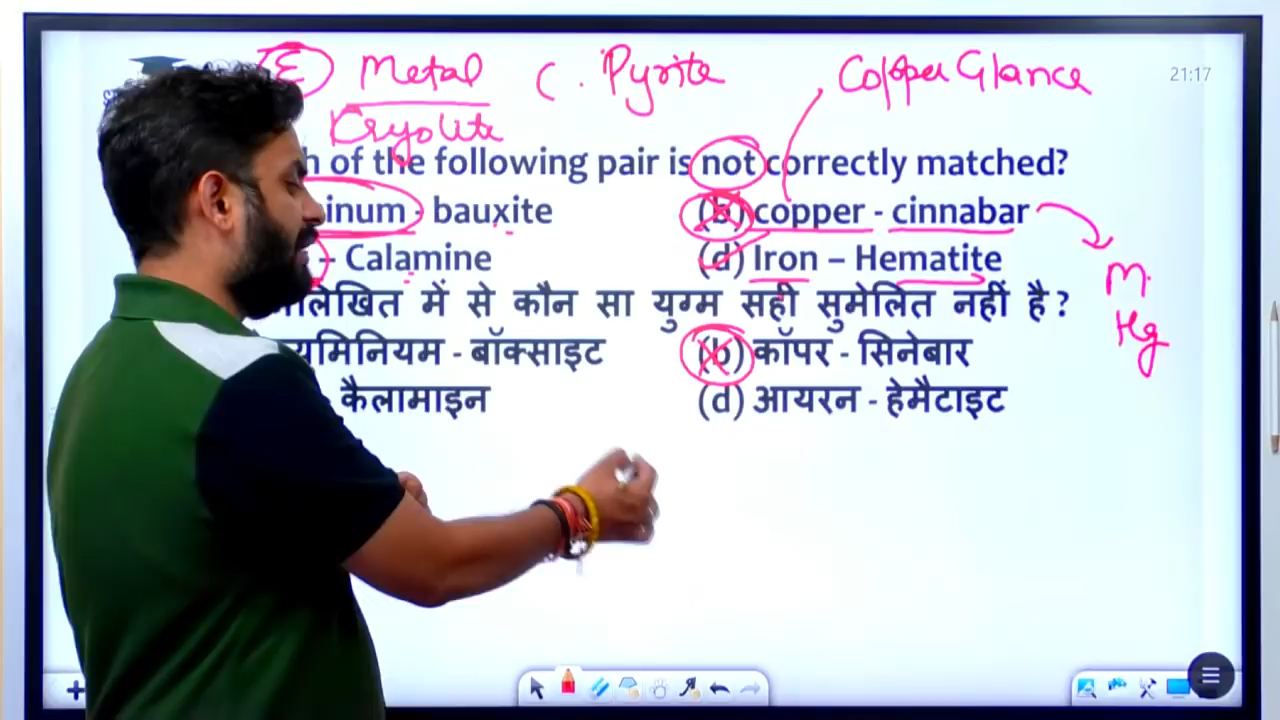 Metal C. Pyrite Copper Glance 21:17
Cryolite
of the following pair is not correctly matched?
inum - bauxite (b) copper - cinnabar
– Calamine (d) Iron – Hematite
M.
Hg
लिखित में से कौन सा युग्म सही सुमेलित नहीं है?
यूमिनियम - बॉक्साइट (b) कॉपर - सिनेबार
कैलामाइन (d) आयरन - हेमैटाइट